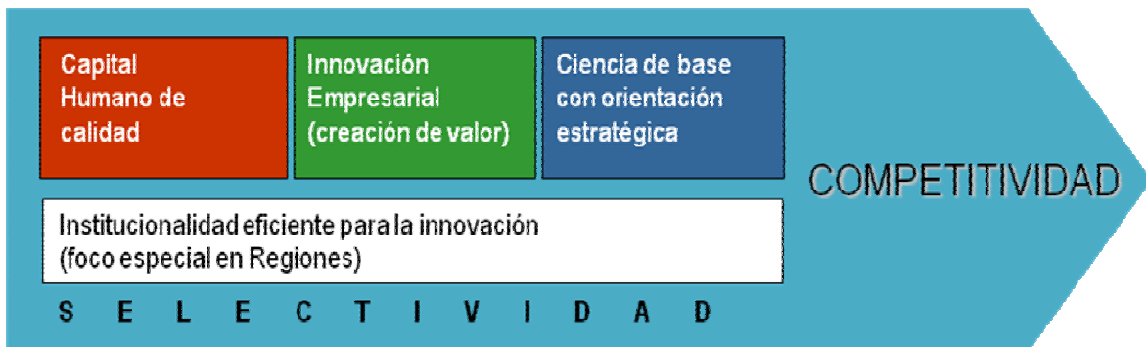 Capital
Humano de
calidad
Innovación
Empresarial
(creación de valor)
Ciencia de base
con orientación
estratégica
COMPETITIVIDAD
Institucionalidad eficiente para la innovación
(foco especial en Regiones)
S E L E C T I V I D A D